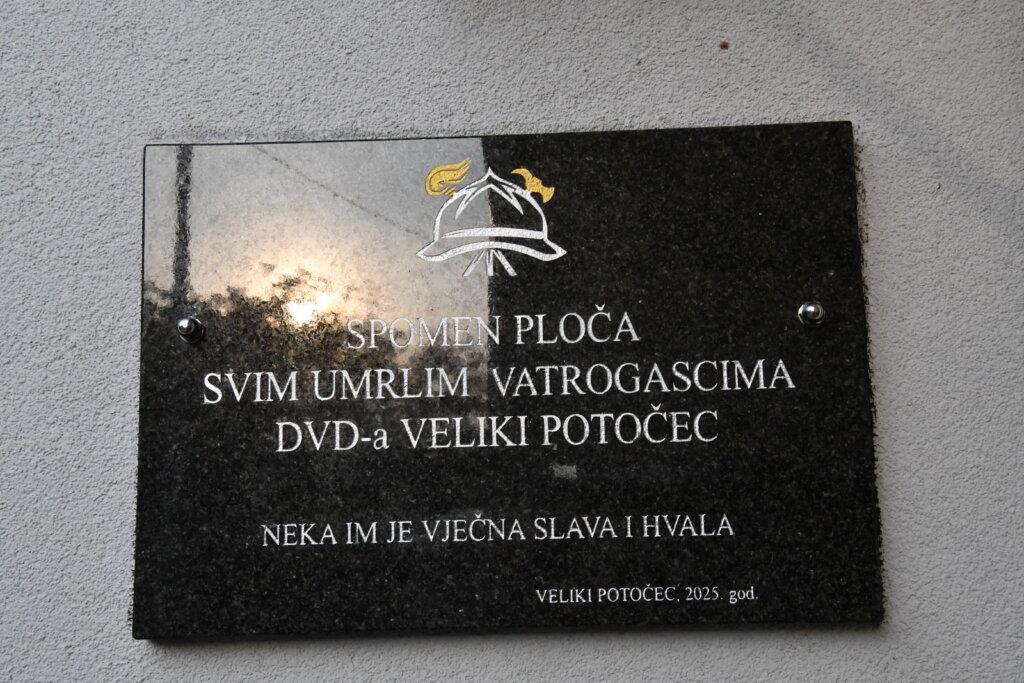 SPOMEN PLOČA
SVIM UMRLIM VATROGASCIMA
DVD-a VELIKI POTOČEC
NEKA IM JE VJEČNA SLAVA I HVALA
VELIKI POTOČEC, 2025. god.